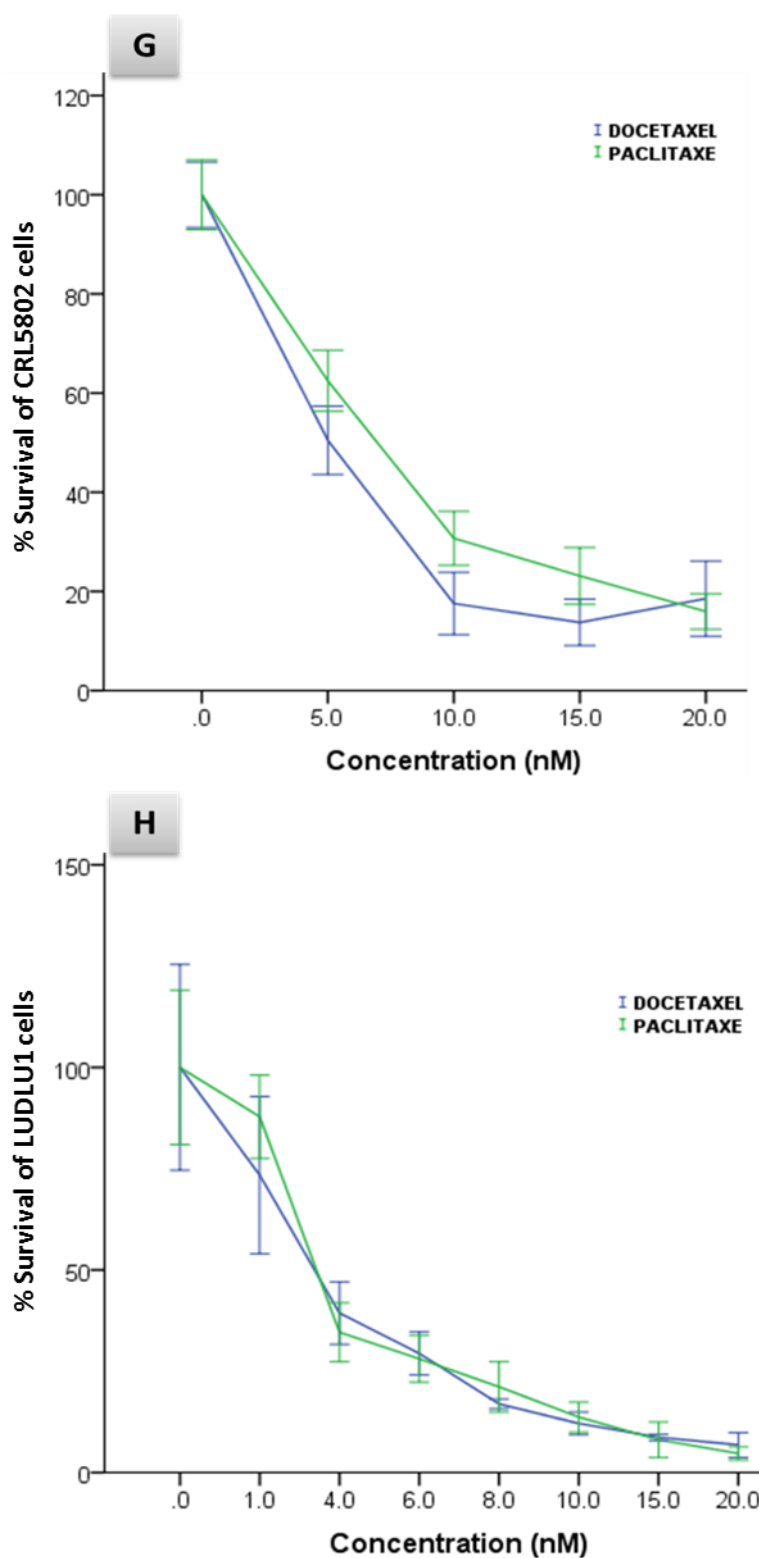 G
120
100
80
60
40
20
0
% Survival of CRL5802 cells
DOCETAXEL
PACLITAXE
.0 5.0 10.0 15.0 20.0
Concentration (nM)
H
150
100
50
0
% Survival of LUDLU1 cells
DOCETAXEL
PACLITAXE
.0 1.0 4.0 6.0 8.0 10.0 15.0 20.0
Concentration (nM)